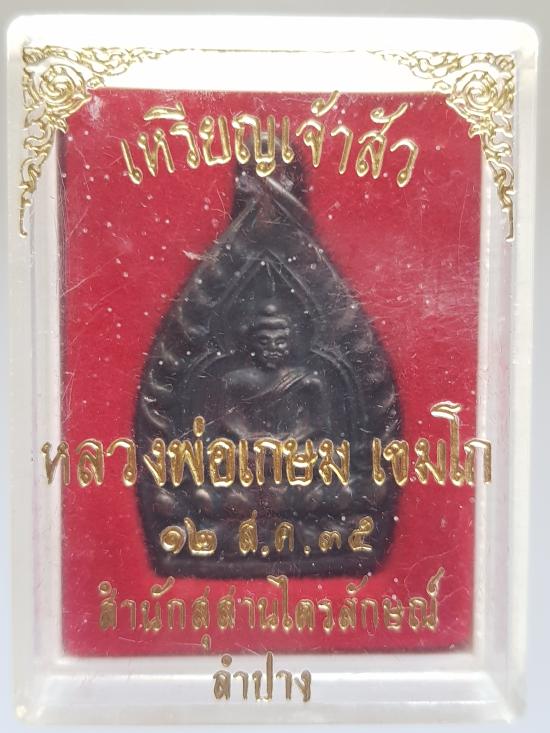 เหรียญเจ้าสัว
หลวงพ่อเกษม เขมโก
๑๒ ส.ค.๓๕
สำนักสุสานไตรลักษณ์
ลำปาง